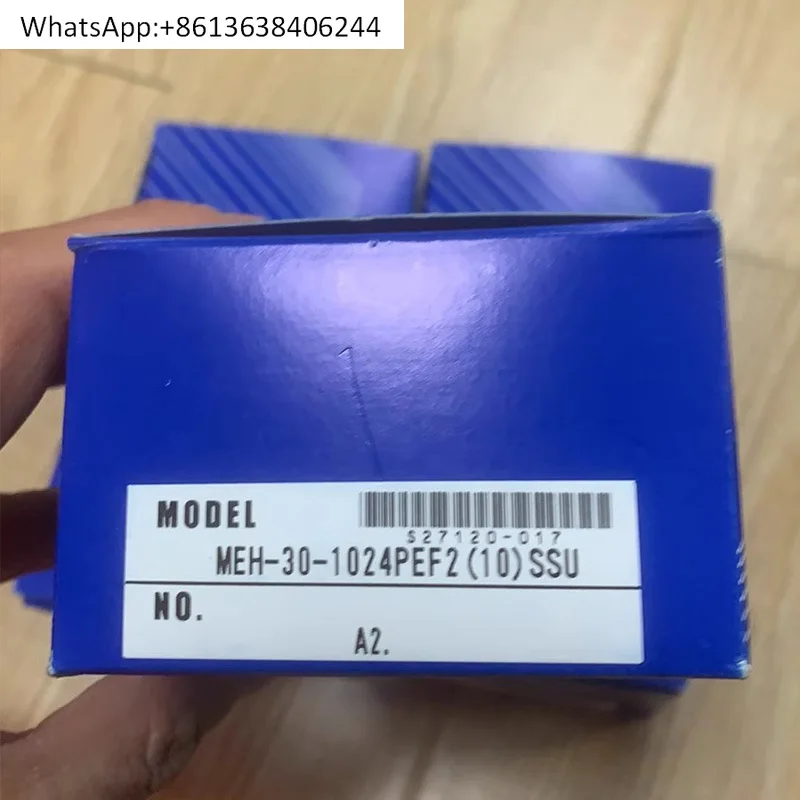 WhatsApp:+8613638406244
MODEL
S27120-017
MEH-30-1024PEF2(10)SSU
NO.
A2.